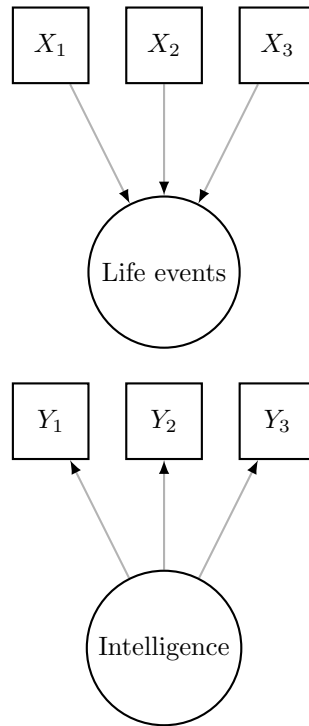 X₁ X₂ X₃
Life events
Y₁ Y₂ Y₃
Intelligence